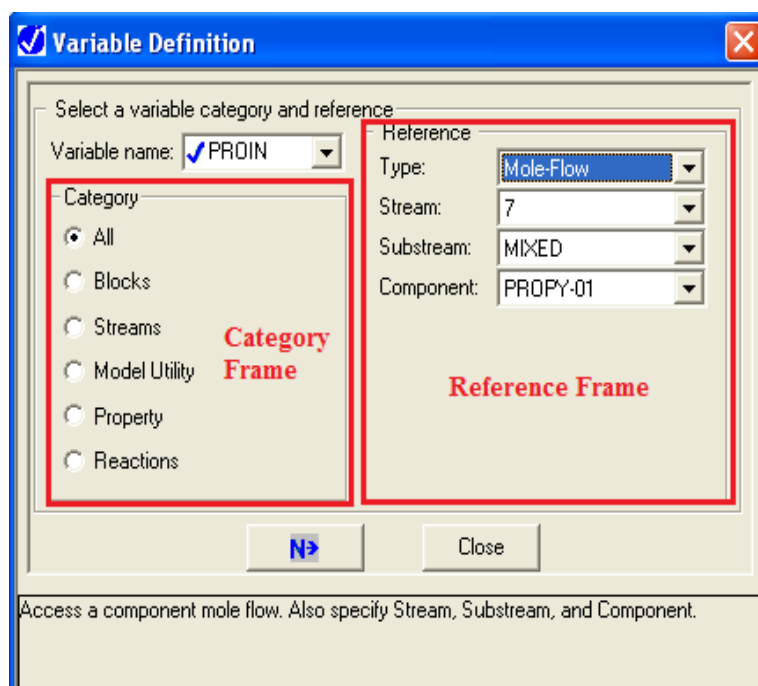 Variable Definition
Select a variable category and reference
Variable name: PROIN
Category
All
Blocks
Streams
Model Utility
Property
Reactions
Category
Frame
Reference
Type: Mole-Flow
Stream: 7
Substream: MIXED
Component: PROPY-01
Reference Frame
N
Close
Access a component mole flow. Also specify Stream, Substream, and Component.